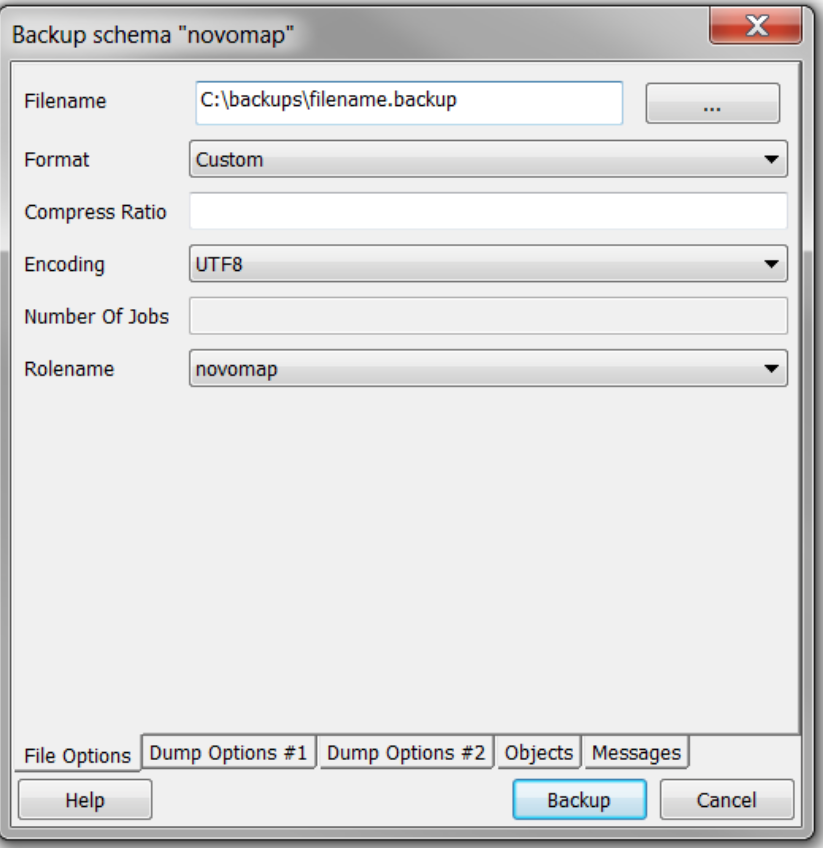 Backup schema "novomap"
X
Filename C:\backups\filename.backup ...
Format Custom
Compress Ratio
Encoding UTF8
Number Of Jobs
Rolename novomap
File Options Dump Options #1 Dump Options #2 Objects Messages
Help Backup Cancel